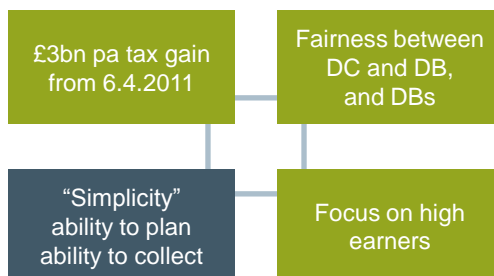 £3bn pa tax gain
from 6.4.2011
Fairness between
DC and DB,
and DBs
“Simplicity”
ability to plan
ability to collect
Focus on high
earners